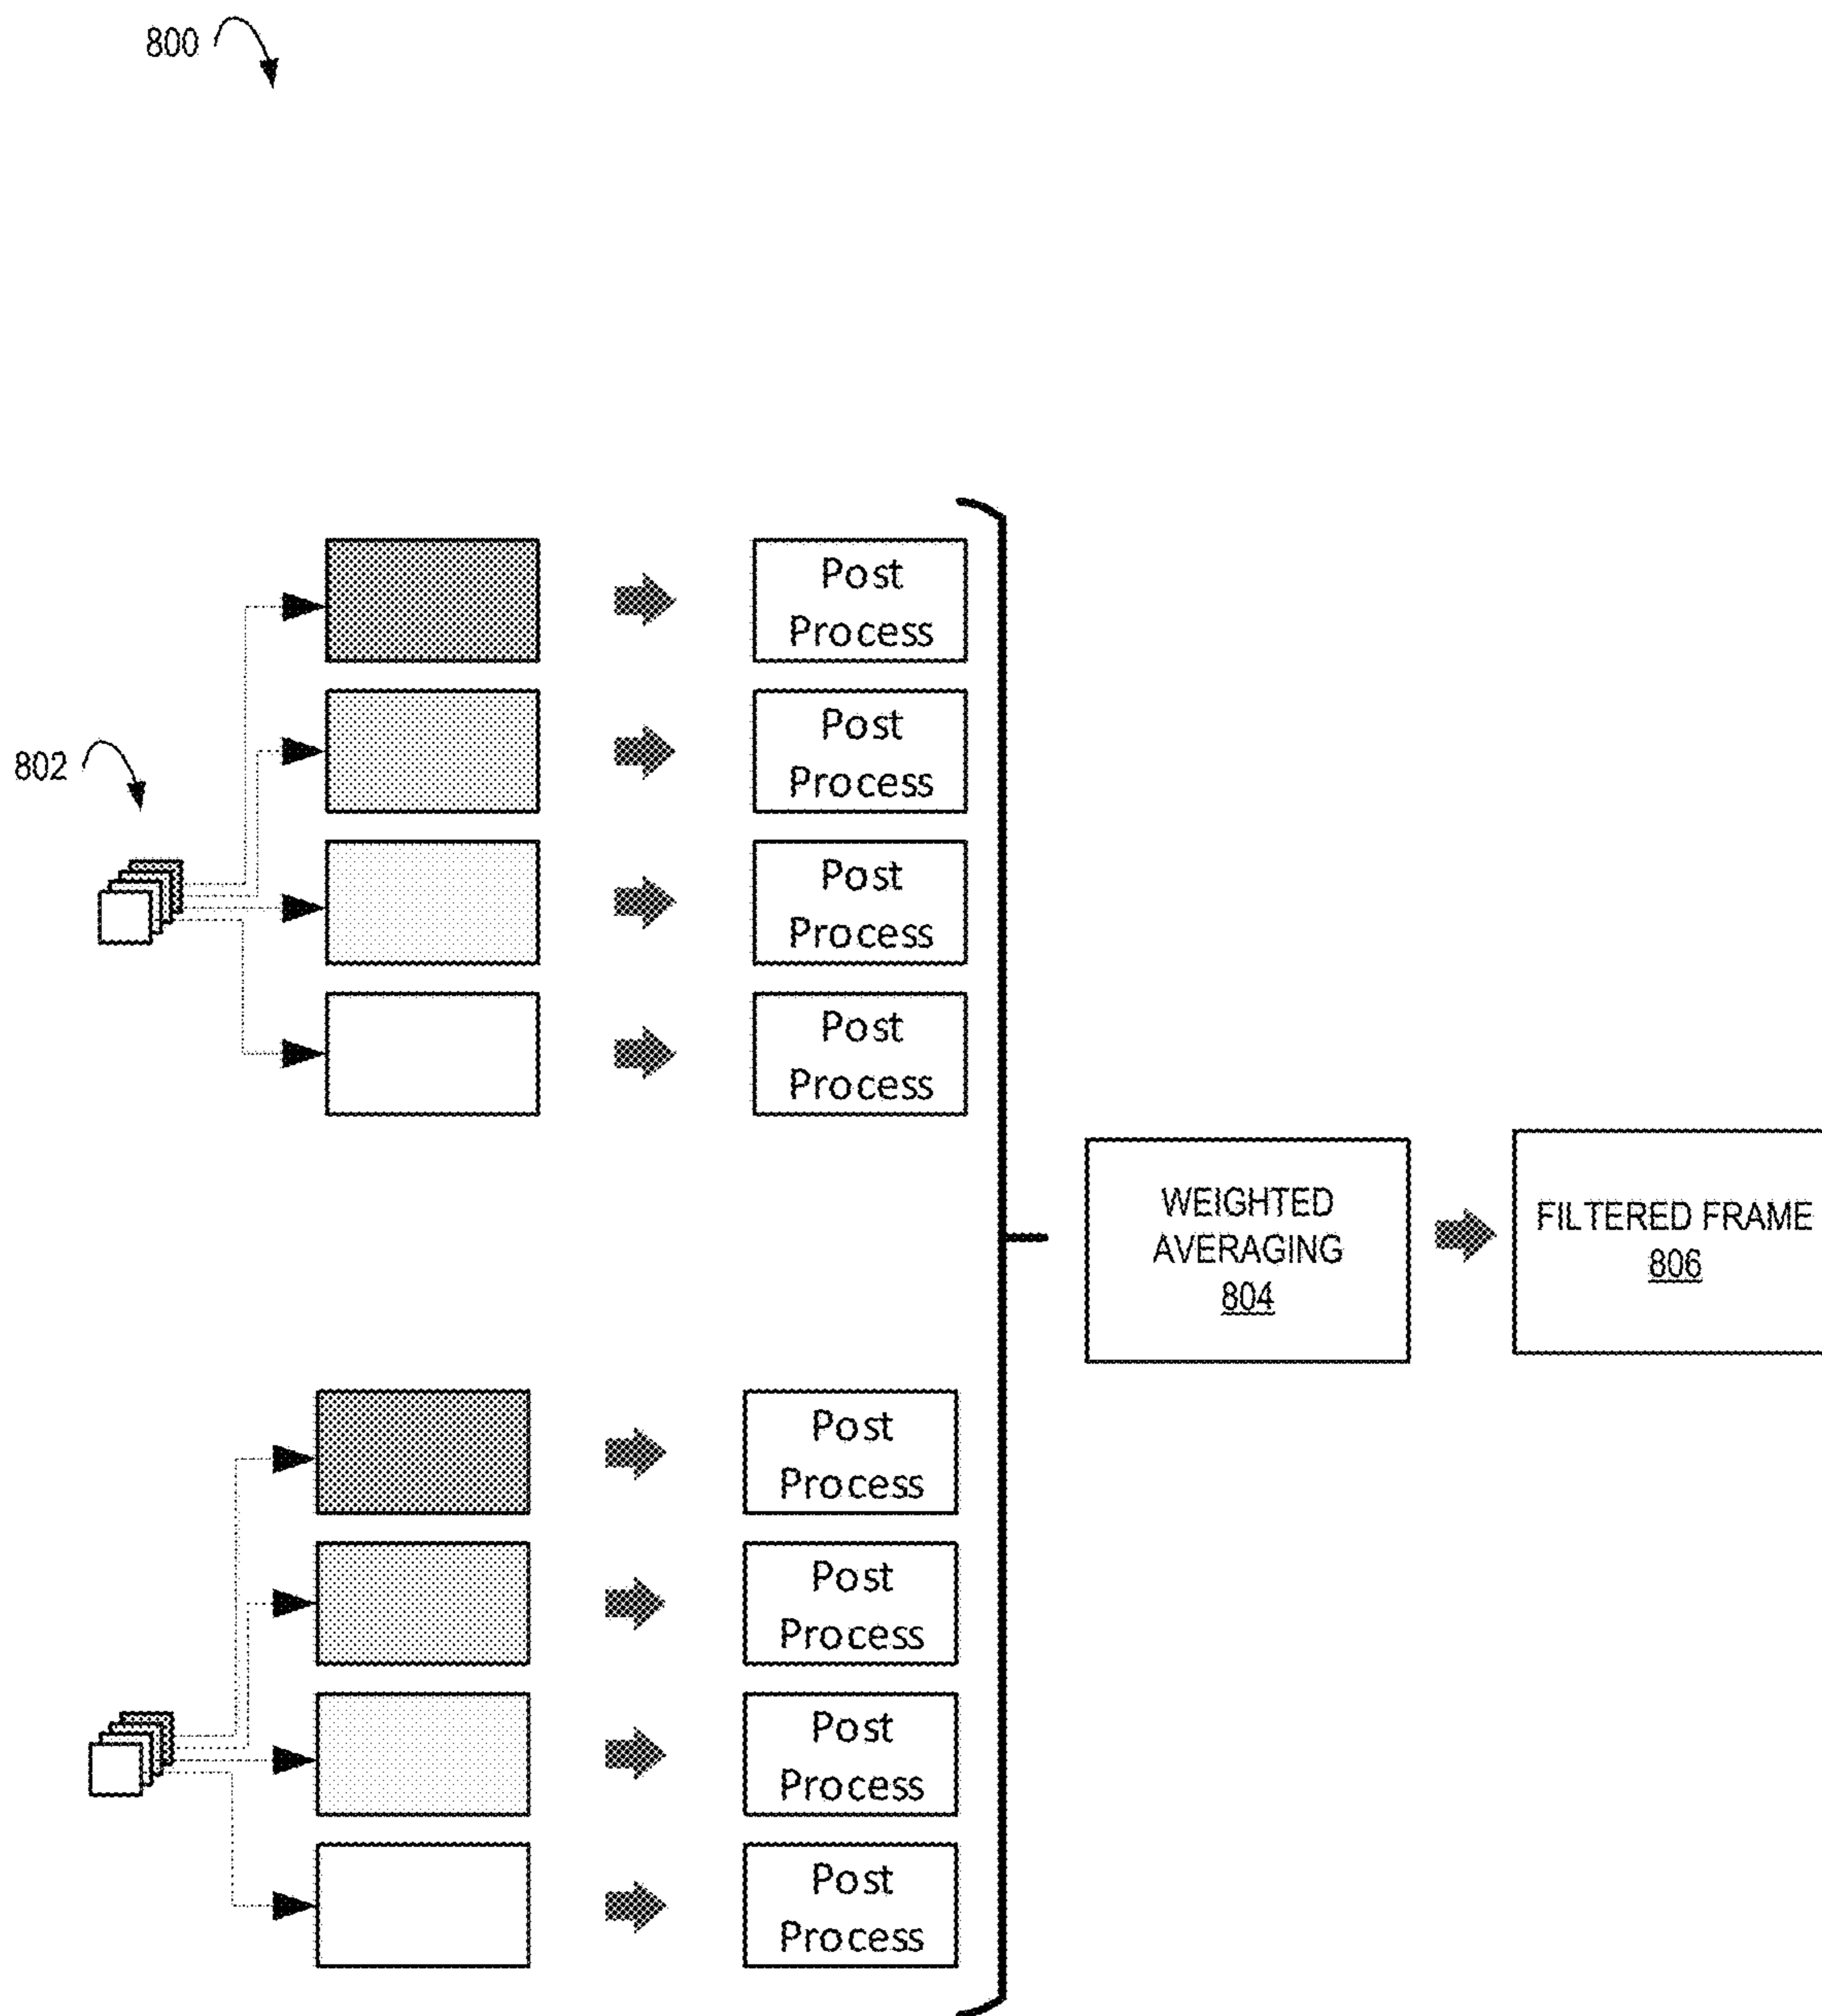 800
Post
Process
Post
Process
802
Post
Process
Post
Process
WEIGHTED
AVERAGING
804
FILTERED FRAME
806
Post
Process
Post
Process
Post
Process
Post
Process